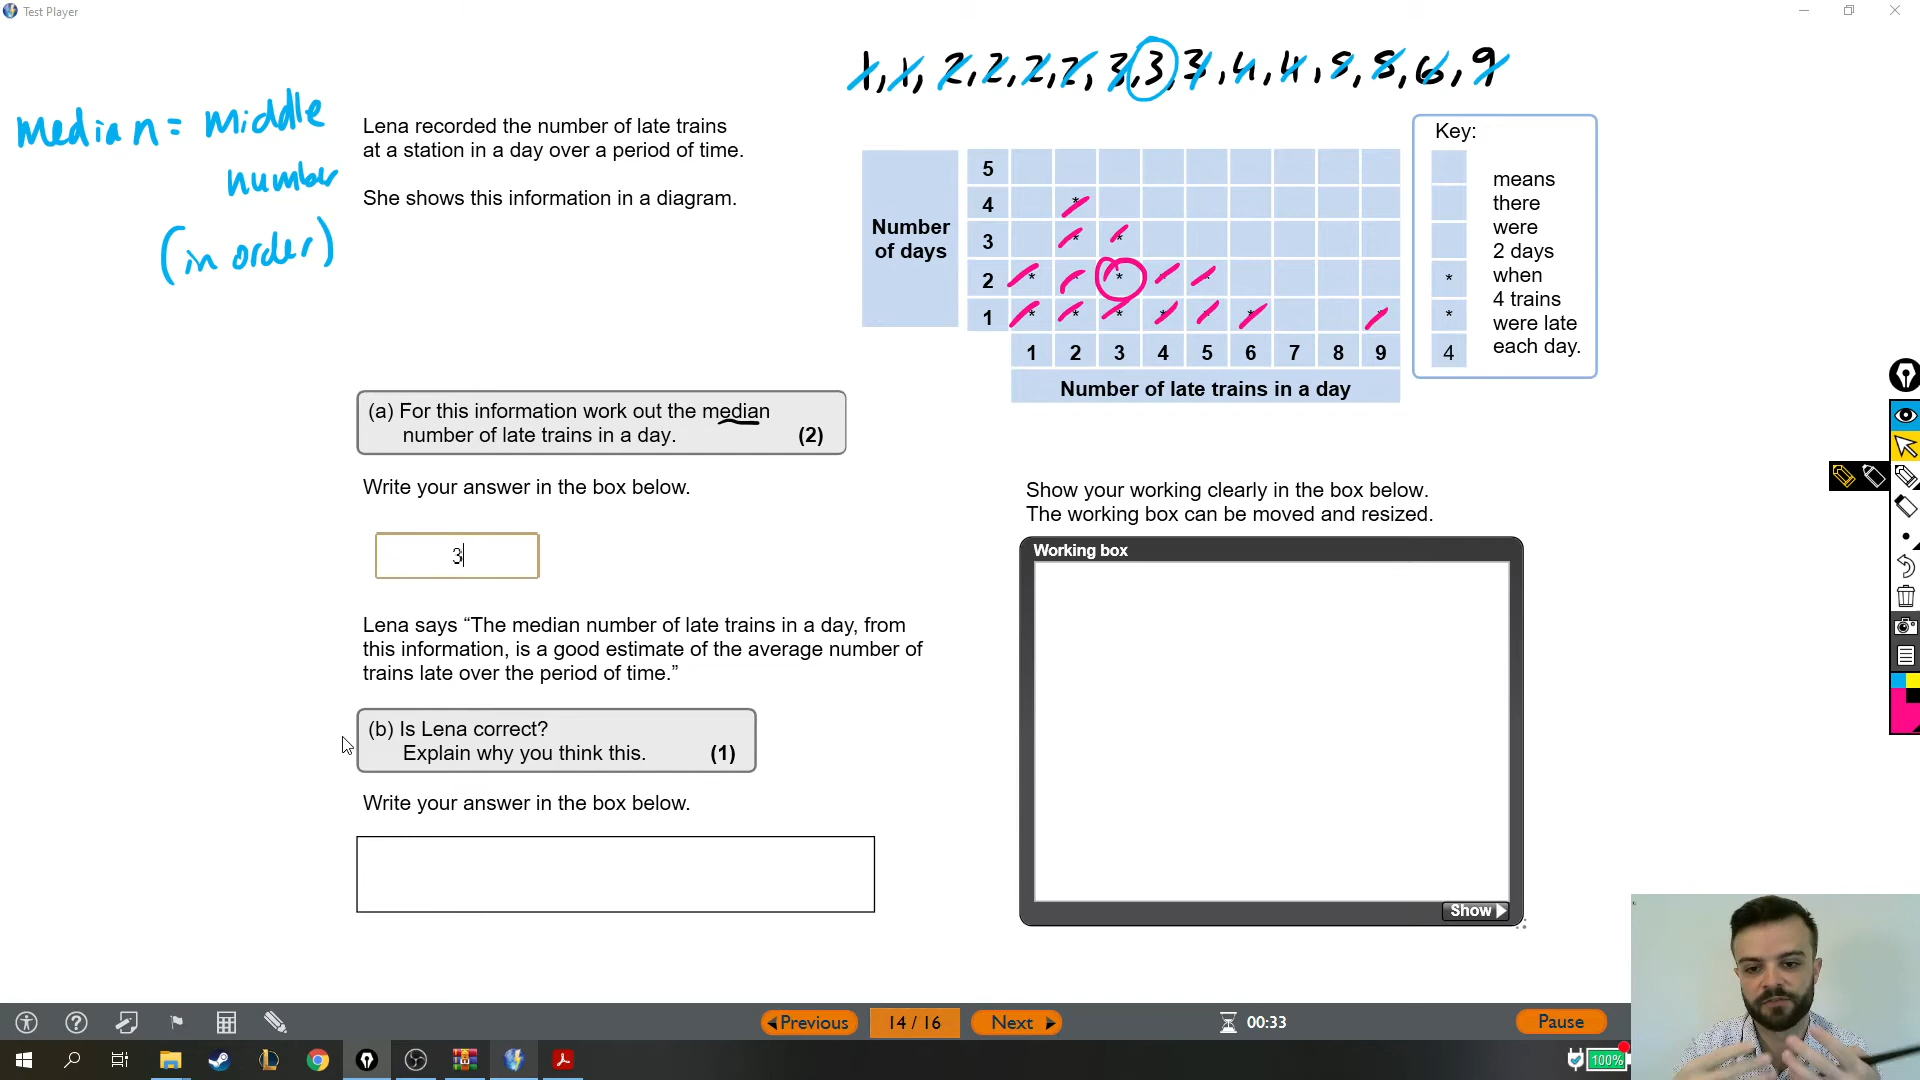 Test Player
1, 1, 2, 2, 2, 2, 3, 3, 3, 4, 4, 5, 5, 6, 9
median = middle
number
(in order)
Lena recorded the number of late trains
at a station in a day over a period of time.
She shows this information in a diagram.
Number
of days
5
4 *
3 * *
2 * * * * *
1 * * * * * * *
1 2 3 4 5 6 7 8 9
Number of late trains in a day
Key:
means
there
were
2 days
* when
4 trains
* were late
4 each day.
(a) For this information work out the median
number of late trains in a day. (2)
Write your answer in the box below.
3
Lena says “The median number of late trains in a day, from
this information, is a good estimate of the average number of
trains late over the period of time.”
(b) Is Lena correct?
Explain why you think this. (1)
Write your answer in the box below.
Show your working clearly in the box below.
The working box can be moved and resized.
Working box
Show
Previous
14 / 16
Next
00:33
Pause
100%